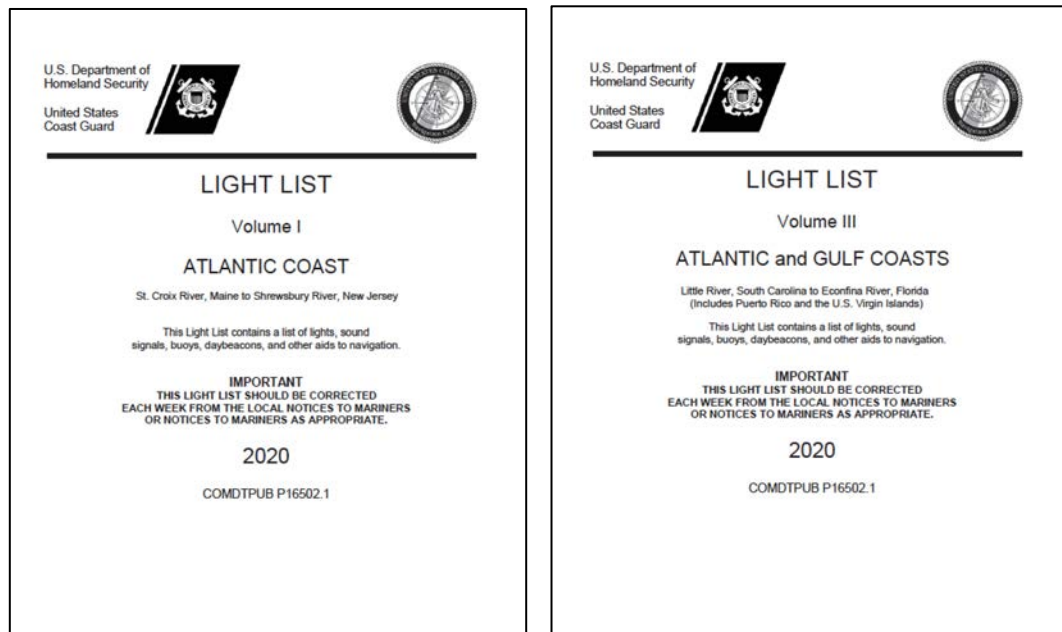 U.S. Department of
Homeland Security
United States
Coast Guard
LIGHT LIST
Volume I
ATLANTIC COAST
St. Croix River, Maine to Shrewsbury River, New Jersey
This Light List contains a list of lights, sound
signals, buoys, daybeacons, and other aids to navigation.
IMPORTANT
THIS LIGHT LIST SHOULD BE CORRECTED
EACH WEEK FROM THE LOCAL NOTICES TO MARINERS
OR NOTICES TO MARINERS AS APPROPRIATE.
2020
COMDTPUB P16502.1
U.S. Department of
Homeland Security
United States
Coast Guard
LIGHT LIST
Volume III
ATLANTIC and GULF COASTS
Little River, South Carolina to Econfina River, Florida
(Includes Puerto Rico and the U.S. Virgin Islands)
This Light List contains a list of lights, sound
signals, buoys, daybeacons, and other aids to navigation.
IMPORTANT
THIS LIGHT LIST SHOULD BE CORRECTED
EACH WEEK FROM THE LOCAL NOTICES TO MARINERS
OR NOTICES TO MARINERS AS APPROPRIATE.
2020
COMDTPUB P16502.1